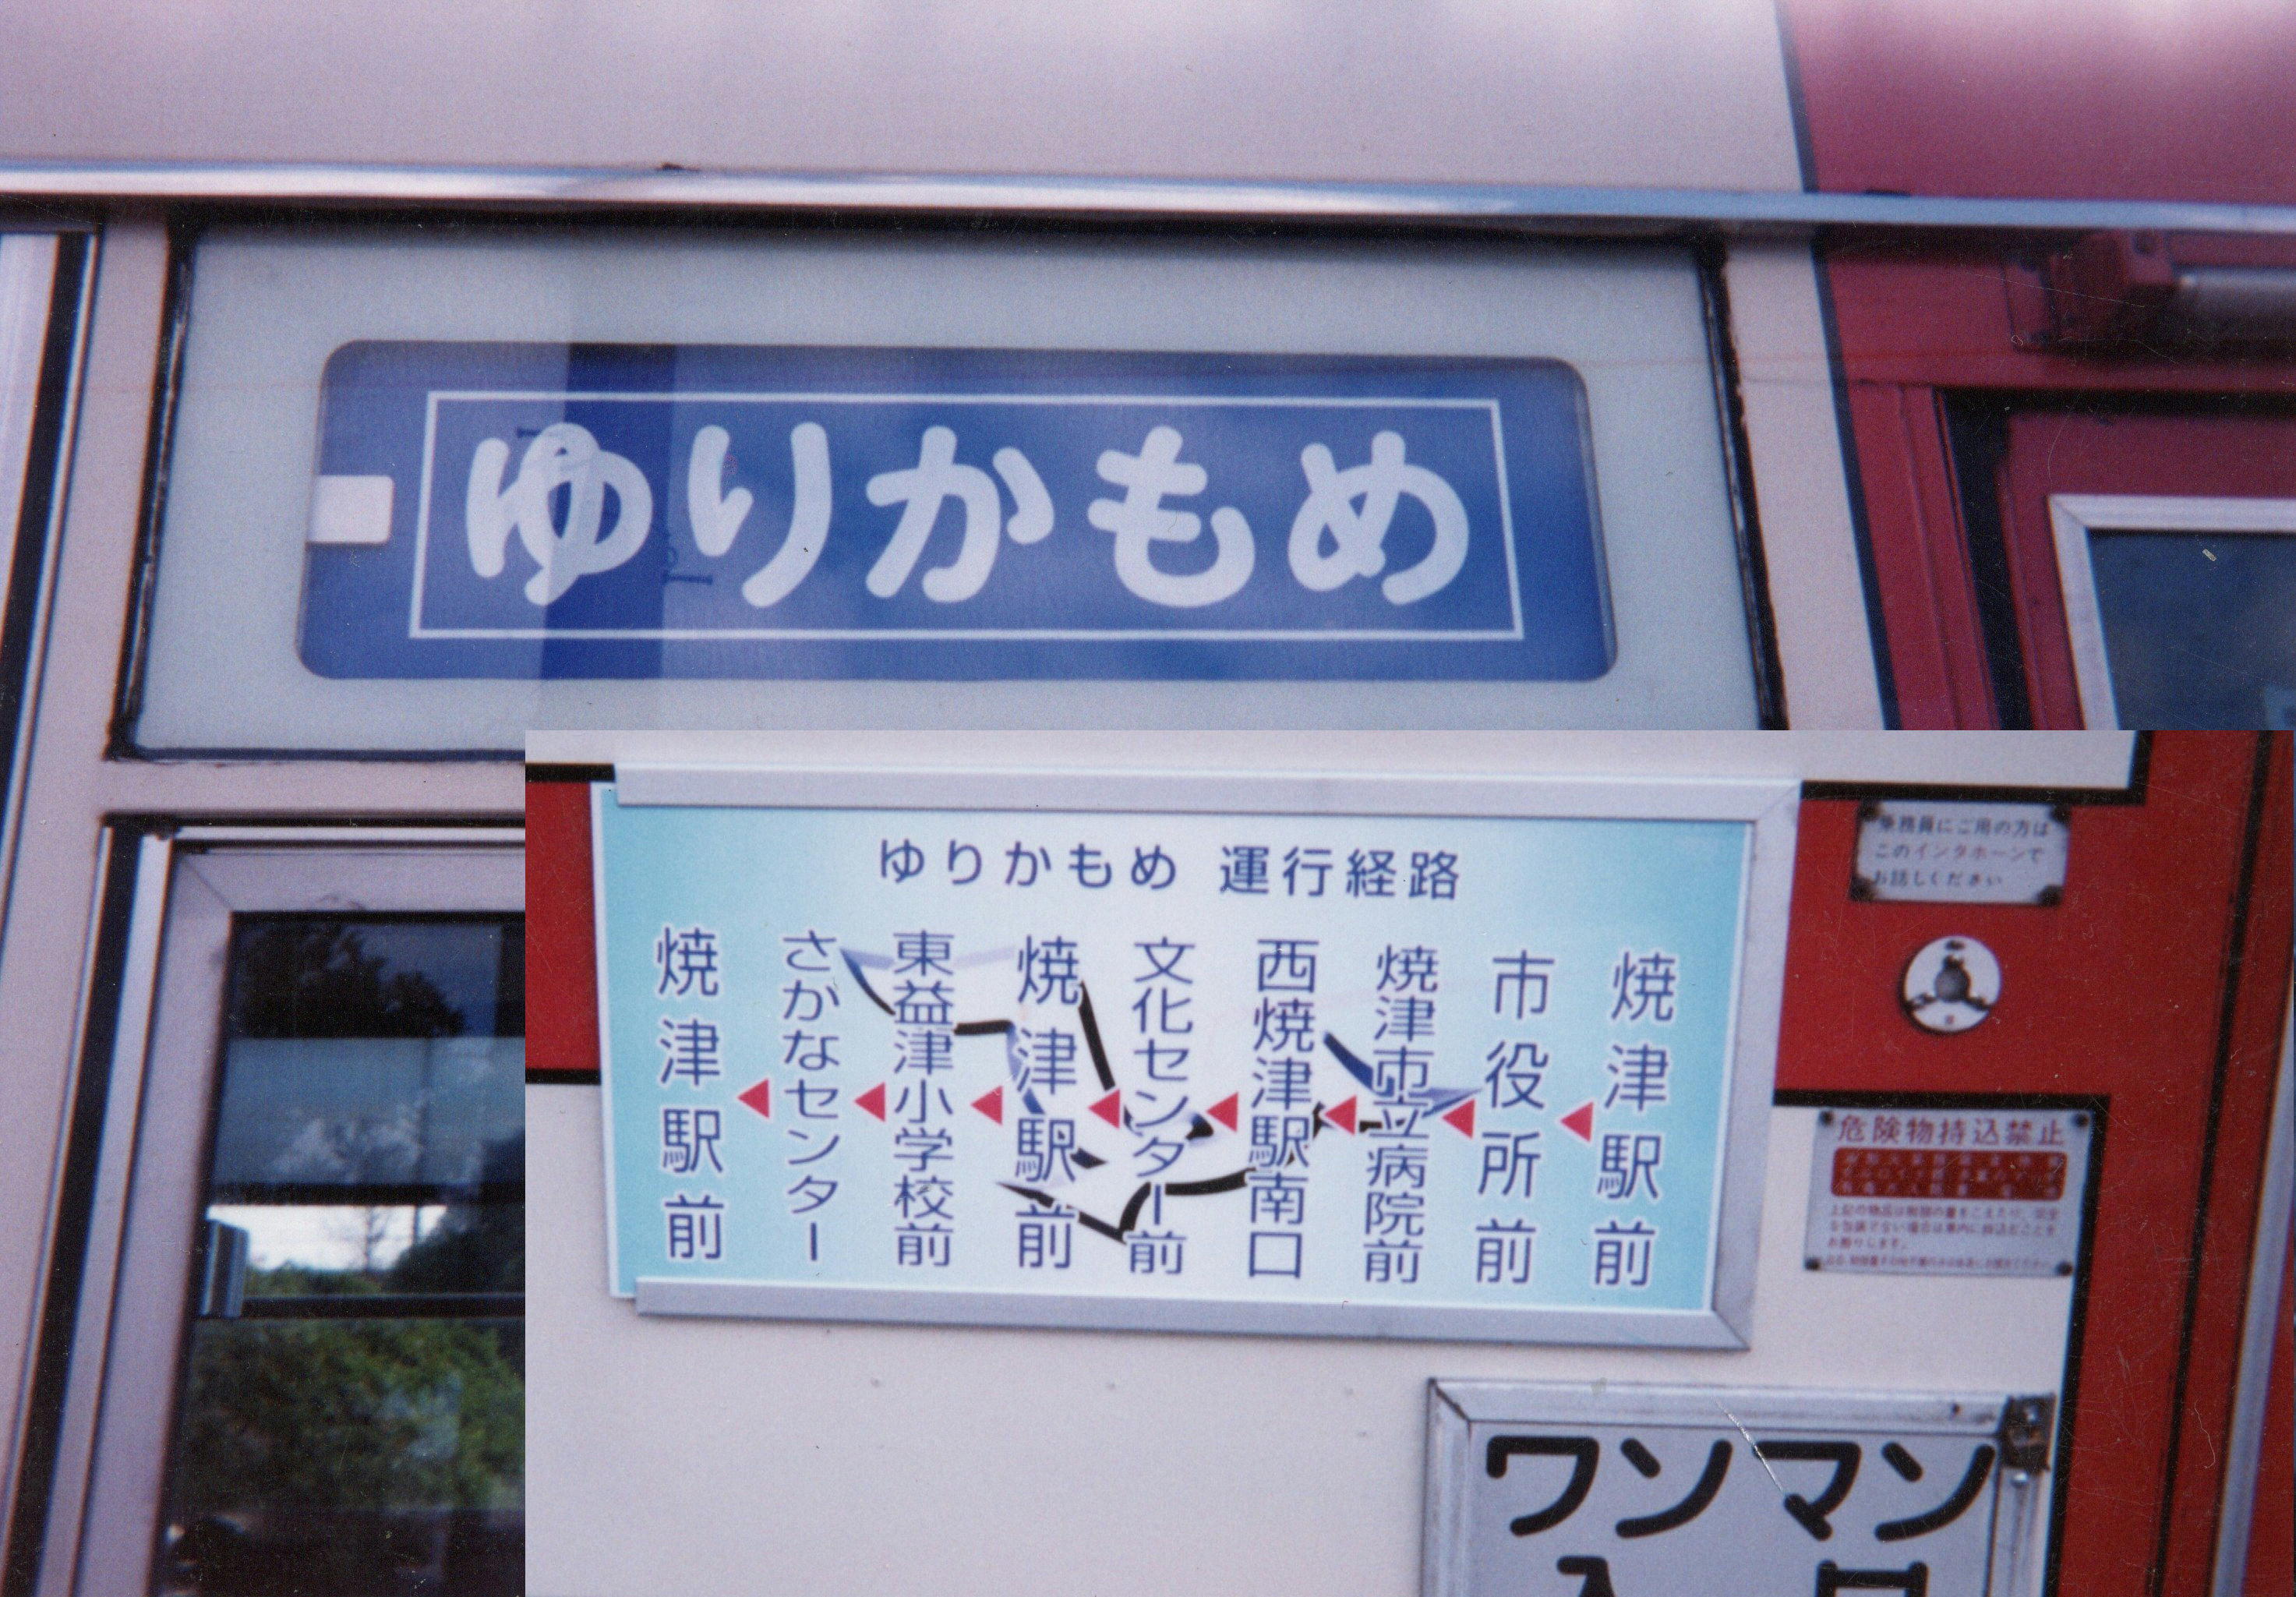 ゆりかもめ
ゆりかもめ 運行経路
焼津駅前
市役所前
焼津市立病院前
西焼津駅南口
文化センター前
焼津駅前
東益津小学校前
さかなセンター
焼津駅前
乗務員にご用の方は
このインタホーンで
お話しください
危険物持込禁止
ワンマン